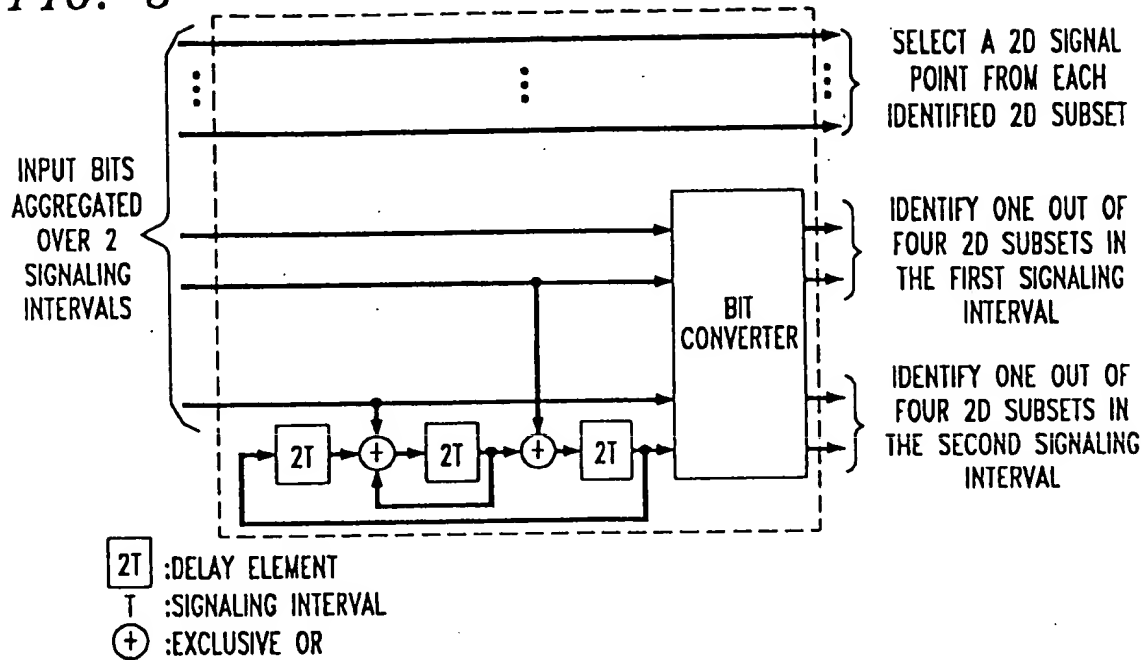 SELECT A 2D SIGNAL
POINT FROM EACH
IDENTIFIED 2D SUBSET
INPUT BITS
AGGREGATED
OVER 2
SIGNALING
INTERVALS
BIT
CONVERTER
IDENTIFY ONE OUT OF
FOUR 2D SUBSETS IN
THE FIRST SIGNALING
INTERVAL
IDENTIFY ONE OUT OF
FOUR 2D SUBSETS IN
THE SECOND SIGNALING
INTERVAL
2T + 2T + 2T
2T :DELAY ELEMENT
T :SIGNALING INTERVAL
+ :EXCLUSIVE OR